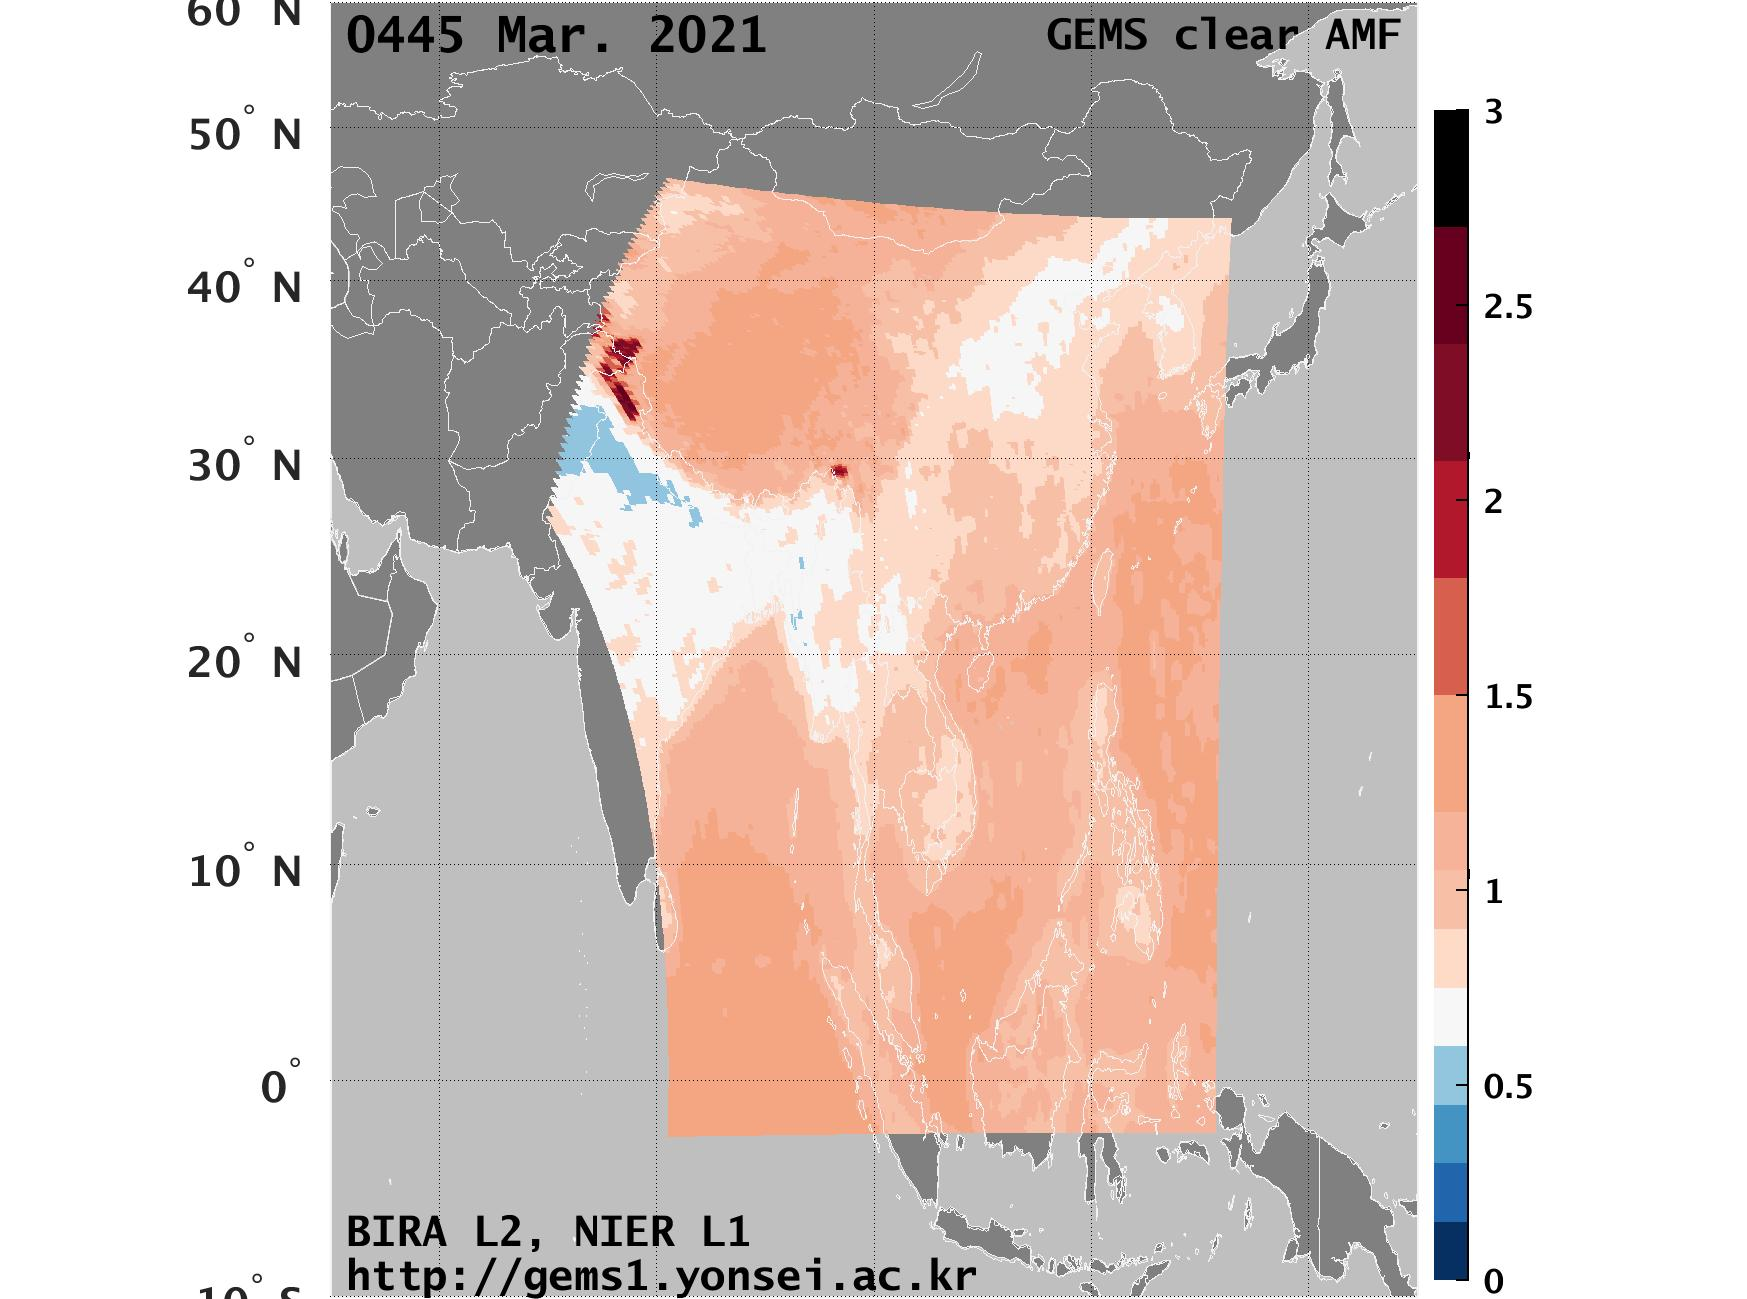 60° N
0445 Mar. 2021
GEMS clear AMF
50° N
40° N
30° N
20° N
10° N
0°
10° S
3
2.5
2
1.5
1
0.5
0
BIRA L2, NIER L1
http://gems1.yonsei.ac.kr